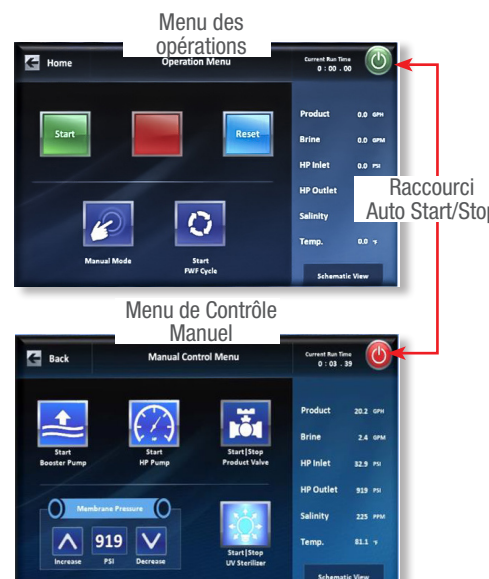 Menu des
opérations
Home
Operation Menu
Current Run Time
0 : 00 . 00
Start
Reset
Product 0.0 GPH
Brine 0.0 GPM
HP Inlet 0.0 PSI
HP Outlet
Salinity
Temp. 0.0 °F
Manual Mode
Start
FWF Cycle
Schematic View
Raccourci
Auto Start/Stop
Menu de Contrôle
Manuel
Back
Manual Control Menu
Current Run Time
0 : 03 . 39
Start
Booster Pump
Start
HP Pump
Start|Stop
Product Valve
Membrane Pressure
919
Increase
PSI
Decrease
Start|Stop
UV Sterilizer
Product 20.2 GPH
Brine 2.4 GPM
HP Inlet 32.9 PSI
HP Outlet 919 PSI
Salinity 225 PPM
Temp. 81.1 °F
Schematic View